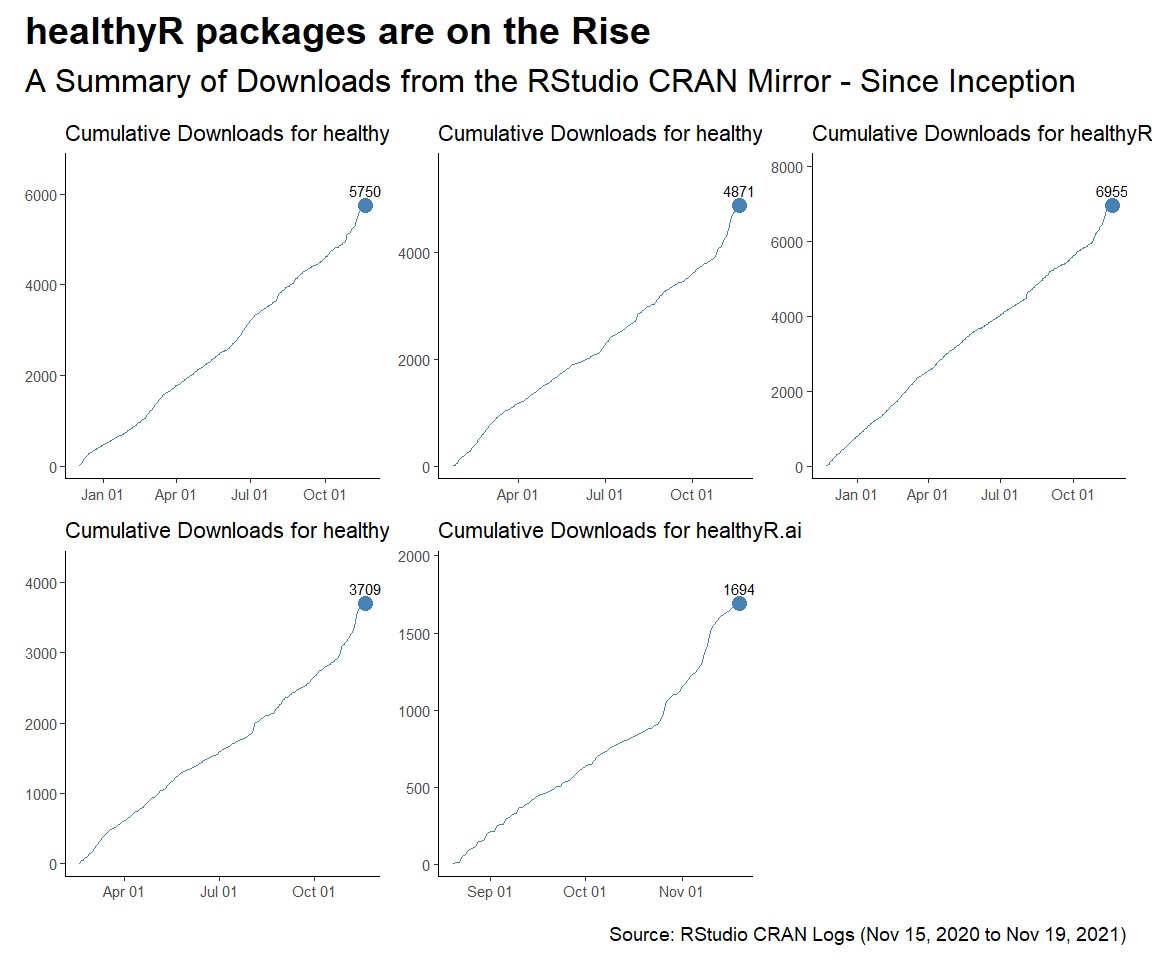 healthyR packages are on the Rise
A Summary of Downloads from the RStudio CRAN Mirror - Since Inception
Cumulative Downloads for healthy
6000
4000
2000
0
5750
Jan 01 Apr 01 Jul 01 Oct 01
Cumulative Downloads for healthy
4000
2000
0
4871
Apr 01 Jul 01 Oct 01
Cumulative Downloads for healthyR
8000
6000
4000
2000
0
6955
Jan 01 Apr 01 Jul 01 Oct 01
Cumulative Downloads for healthy
4000
3000
2000
1000
0
3709
Apr 01 Jul 01 Oct 01
Cumulative Downloads for healthyR.ai
2000
1500
1000
500
0
1694
Sep 01 Oct 01 Nov 01
Source: RStudio CRAN Logs (Nov 15, 2020 to Nov 19, 2021)